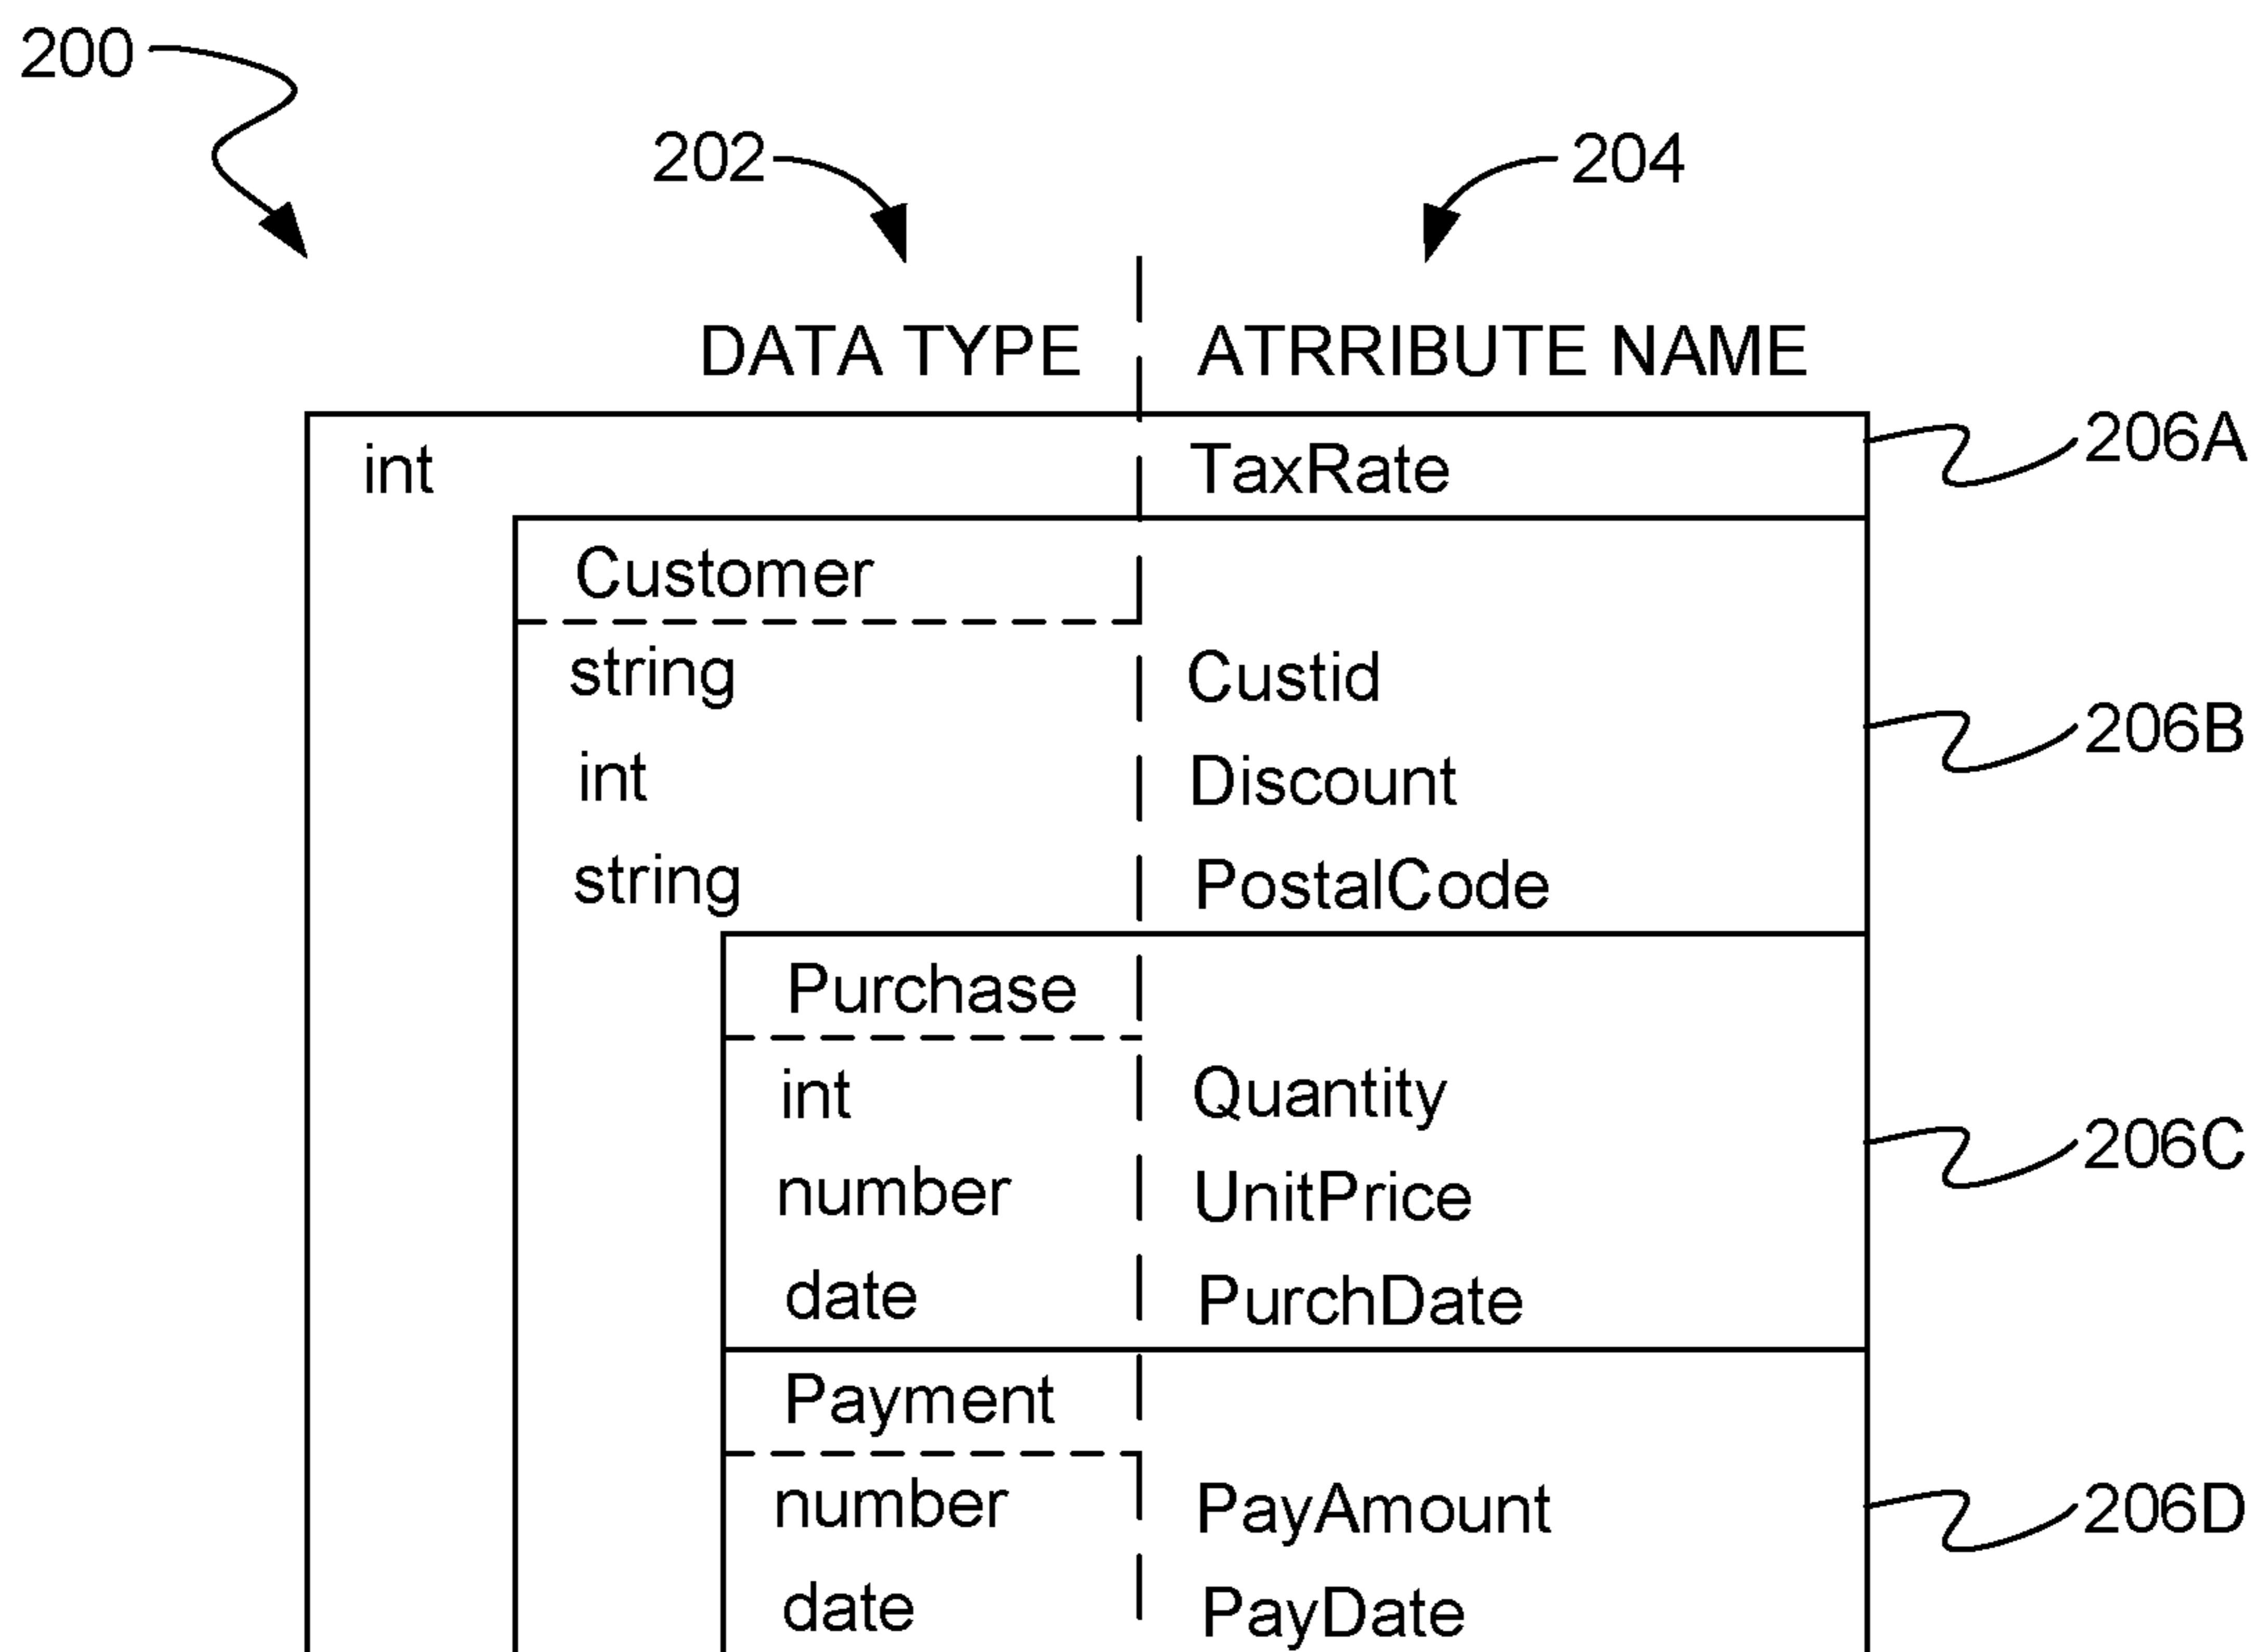 200
202 204
DATA TYPE ATRRIBUTE NAME
int TaxRate 206A
Customer
string Custid
206B
int Discount
string PostalCode
Purchase
int Quantity
206C
number UnitPrice
date PurchDate
Payment
number PayAmount 206D
date PayDate